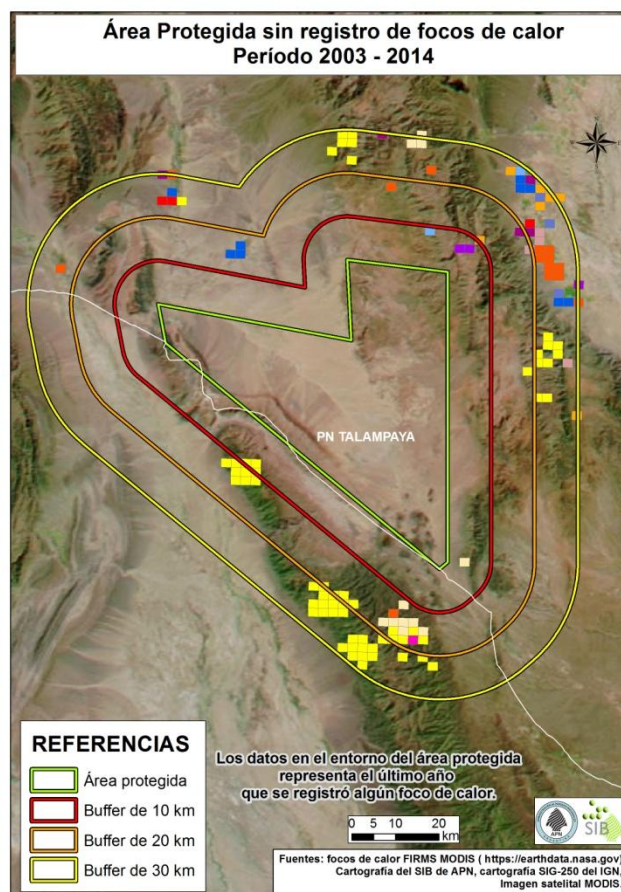 Área Protegida sin registro de focos de calor
Período 2003 - 2014
N
PN TALAMPAYA
REFERENCIAS
Área protegida
Buffer de 10 km
Buffer de 20 km
Buffer de 30 km
Los datos en el entorno del área protegida
representa el último año
que se registró algún foco de calor.
0 5 10 20
km
APN
SIB
Fuentes: focos de calor FIRMS MODIS ( https://earthdata.nasa.gov)
Cartografía del SIB de APN, cartografía SIG-250 del IGN,
Imagen satelital MODIS.